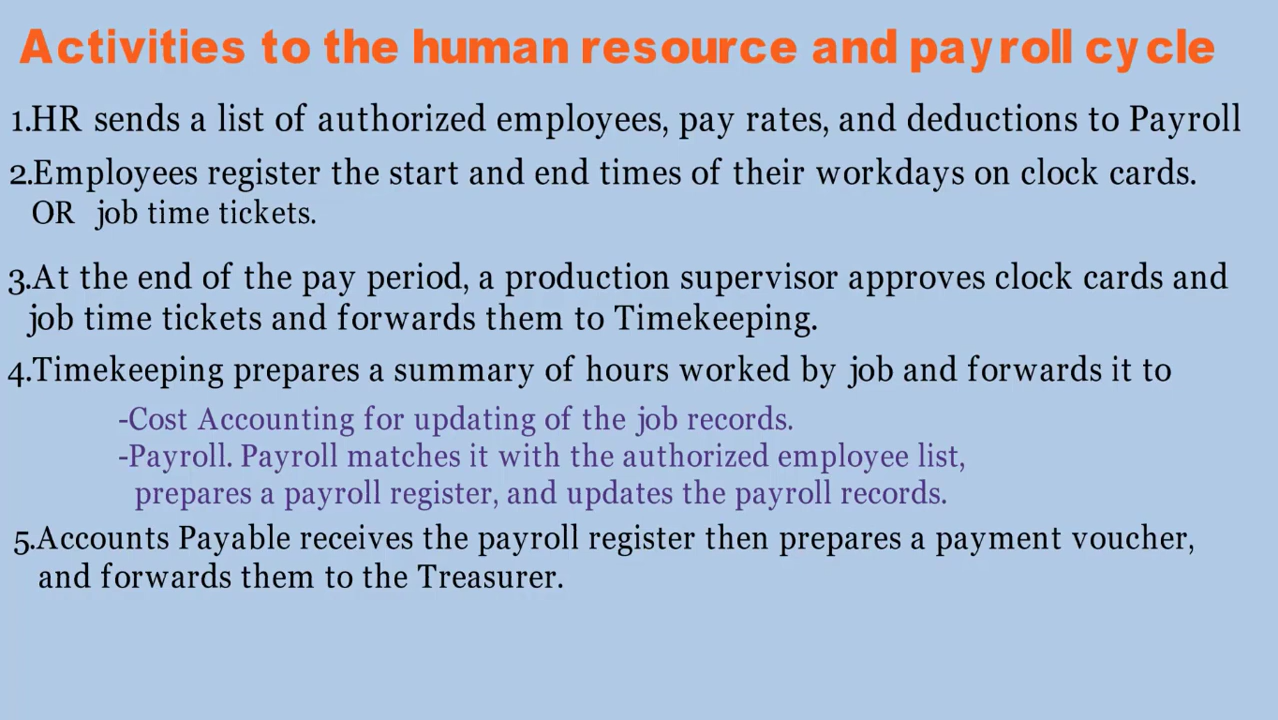 Activities to the human resource and payroll cycle
1.HR sends a list of authorized employees, pay rates, and deductions to Payroll
2.Employees register the start and end times of their workdays on clock cards.
OR job time tickets.
3.At the end of the pay period, a production supervisor approves clock cards and
job time tickets and forwards them to Timekeeping.
4.Timekeeping prepares a summary of hours worked by job and forwards it to
-Cost Accounting for updating of the job records.
-Payroll. Payroll matches it with the authorized employee list,
prepares a payroll register, and updates the payroll records.
5.Accounts Payable receives the payroll register then prepares a payment voucher,
and forwards them to the Treasurer.